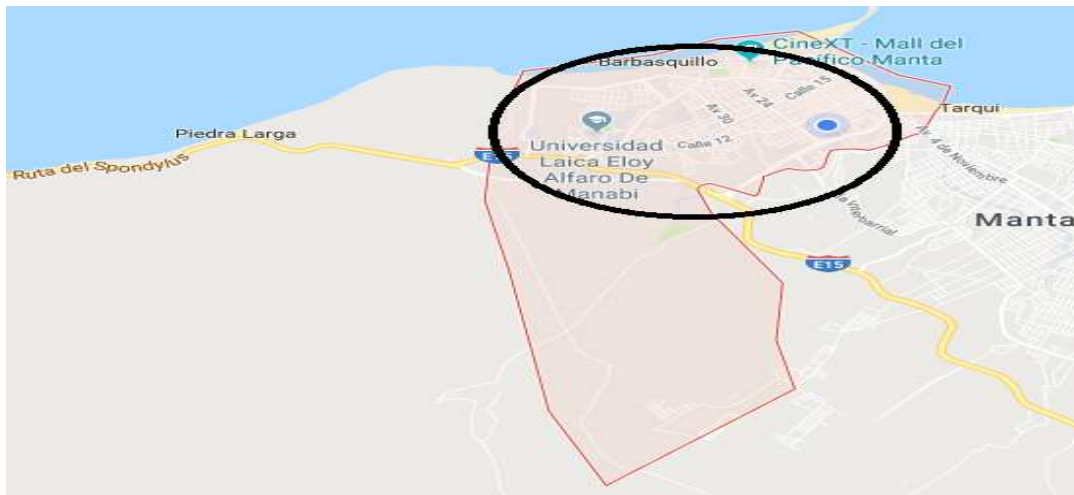 CineXT - Mall del
Pacífico Manta
Barbasquillo
Calle 15
Av 24
Av 30
Tarqui
Piedra Larga
Calle 12
Av. 4 de Noviembre
Universidad
Laica Eloy
Alfaro De
Manabi
E15
Ruta del Spondylus
Manta
E15